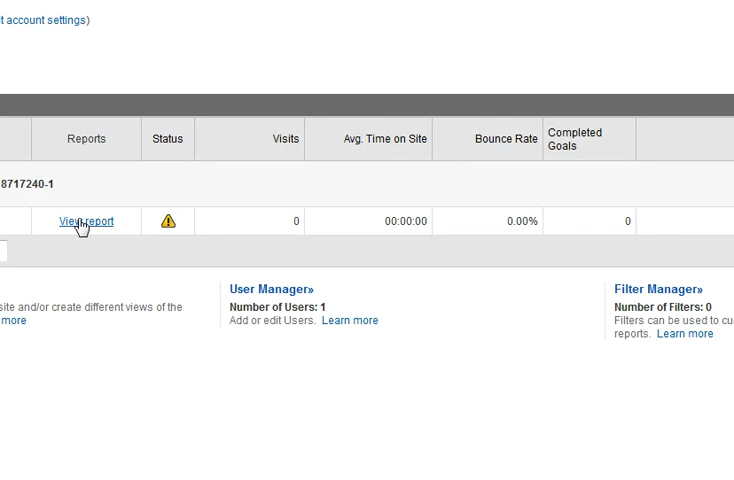 t account settings)
Reports Status Visits Avg. Time on Site Bounce Rate Completed Goals
8717240-1
View report 0 00:00:00 0.00% 0
User Manager» Filter Manager»
site and/or create different views of the Number of Users: 1 Number of Filters: 0
more Add or edit Users. Learn more Filters can be used to cu
reports. Learn more